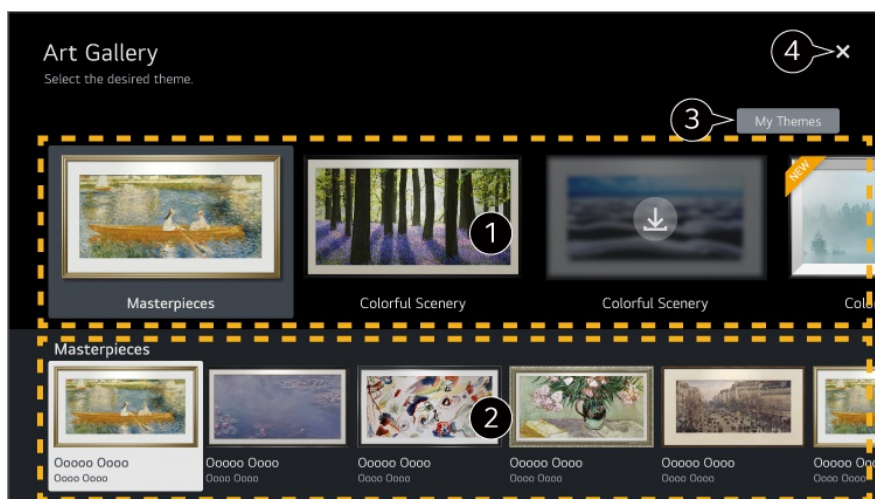 Art Gallery
Select the desired theme.
4
3
My Themes
NEW
1
Masterpieces
Colorful Scenery
Colorful Scenery
Masterpieces
2
Ooooo Oooo
Ooooo Oooo
Ooooo Oooo
Ooooo Oooo
Ooooo Oooo
Oooo Oooo
Oooo Oooo
Oooo Oooo
Oooo Oooo
Oooo Oooo